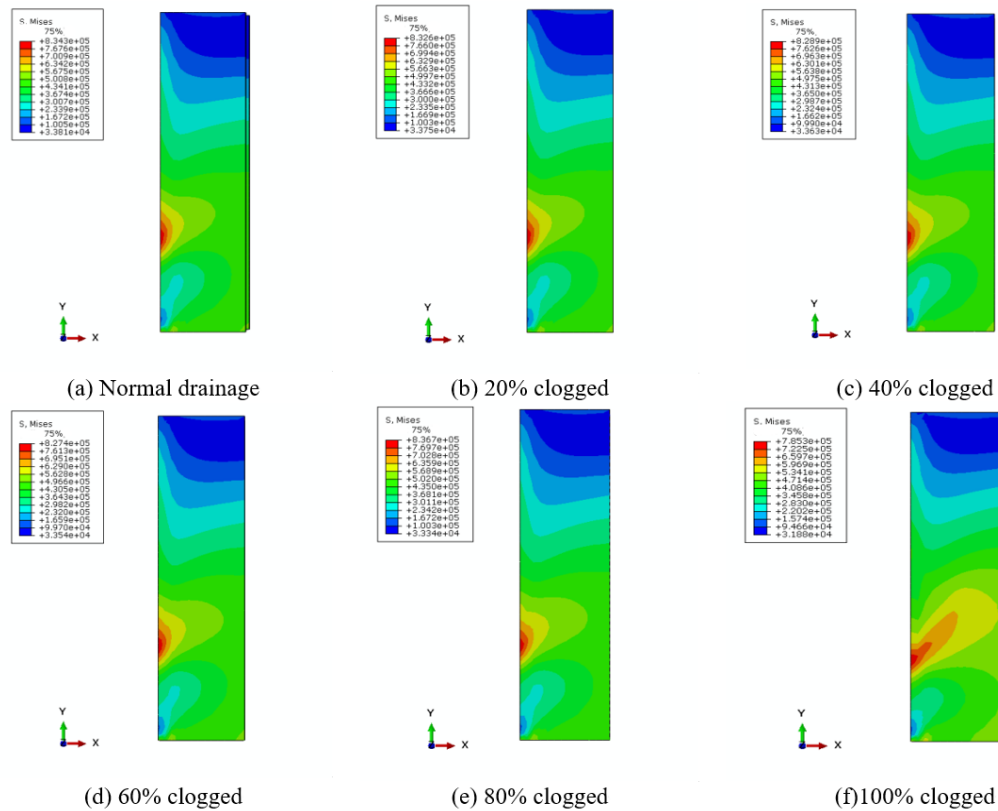 S, Mises
75%
+8.343e+05
+7.676e+05
+7.009e+05
+6.342e+05
+5.675e+05
+5.008e+05
+4.341e+05
+3.674e+05
+3.007e+05
+2.339e+05
+1.672e+05
+1.005e+05
+3.381e+04
Y
X
(a) Normal drainage
S, Mises
75%
+8.326e+05
+7.660e+05
+6.994e+05
+6.329e+05
+5.663e+05
+4.997e+05
+4.332e+05
+3.666e+05
+3.000e+05
+2.335e+05
+1.669e+05
+1.003e+05
+3.375e+04
Y
X
(b) 20% clogged
S, Mises
75%
+8.289e+05
+7.626e+05
+6.963e+05
+6.301e+05
+5.638e+05
+4.975e+05
+4.313e+05
+3.650e+05
+2.987e+05
+2.324e+05
+1.662e+05
+9.990e+04
+3.363e+04
Y
X
(c) 40% clogged
S, Mises
75%
+8.274e+05
+7.613e+05
+6.951e+05
+6.290e+05
+5.628e+05
+4.966e+05
+4.305e+05
+3.643e+05
+2.982e+05
+2.320e+05
+1.659e+05
+9.970e+04
+3.354e+04
Y
X
(d) 60% clogged
S, Mises
75%
+8.367e+05
+7.697e+05
+7.028e+05
+6.359e+05
+5.689e+05
+5.020e+05
+4.350e+05
+3.681e+05
+3.011e+05
+2.342e+05
+1.672e+05
+1.003e+05
+3.334e+04
Y
X
(e) 80% clogged
S, Mises
75%
+7.853e+05
+7.225e+05
+6.597e+05
+5.969e+05
+5.341e+05
+4.714e+05
+4.086e+05
+3.458e+05
+2.830e+05
+2.202e+05
+1.574e+05
+9.466e+04
+3.188e+04
Y
X
(f)100% clogged